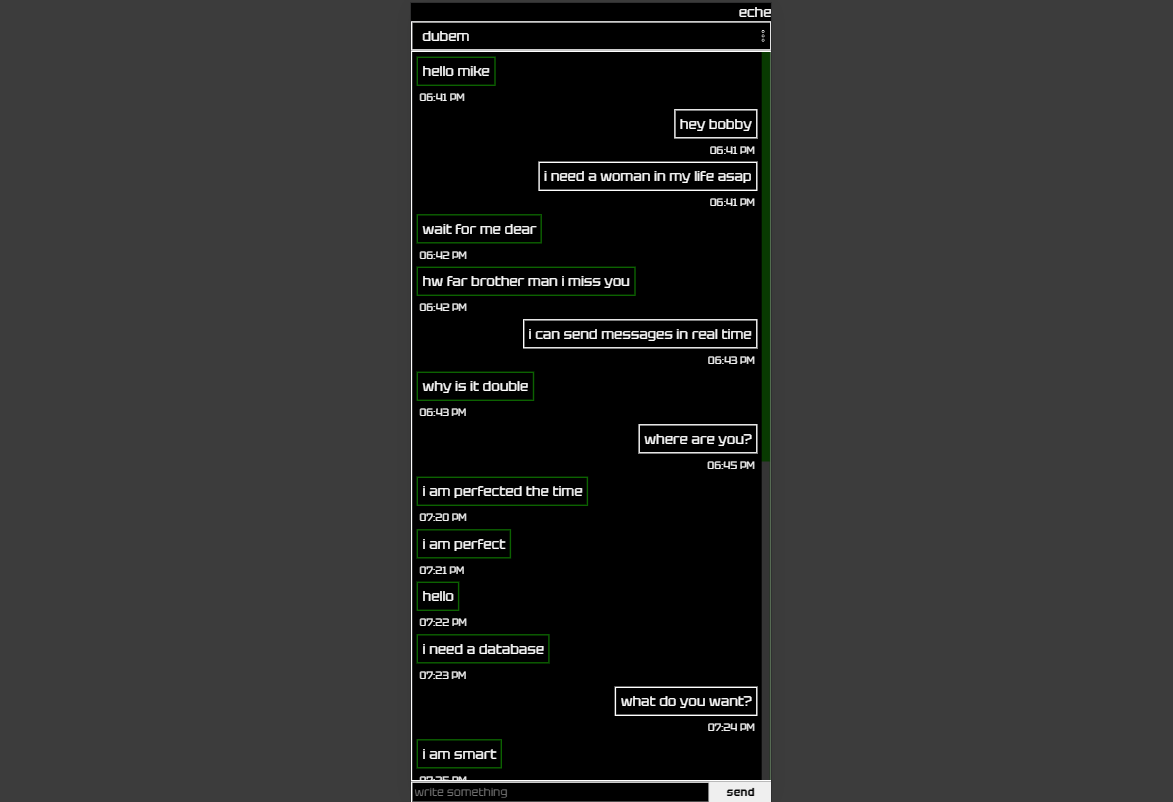 eche
dubem
hello mike
06:41 PM
hey bobby
06:41 PM
i need a woman in my life asap
06:41 PM
wait for me dear
06:42 PM
hw far brother man i miss you
06:42 PM
i can send messages in real time
06:43 PM
why is it double
06:43 PM
where are you?
06:45 PM
i am perfected the time
07:20 PM
i am perfect
07:21 PM
hello
07:22 PM
i need a database
07:23 PM
what do you want?
07:24 PM
i am smart
write something
send